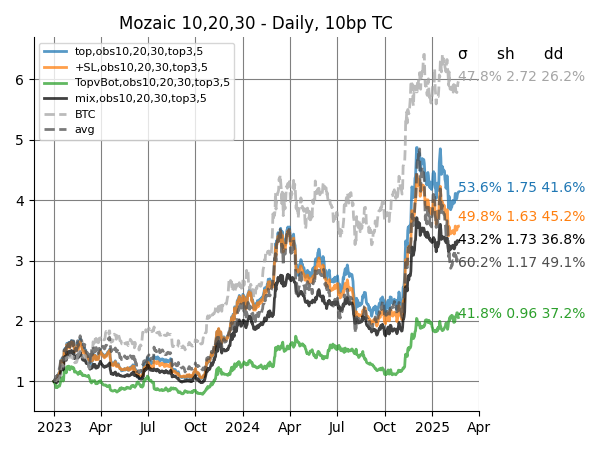 Mozaic 10,20,30 - Daily, 10bp TC
top,obs10,20,30,top3,5
+SL,obs10,20,30,top3,5
TopvBot,obs10,20,30,top3,5
mix,obs10,20,30,top3,5
BTC
avg
σ sh dd
47.8% 2.72 26.2%
53.6% 1.75 41.6%
49.8% 1.63 45.2%
43.2% 1.73 36.8%
60.2% 1.17 49.1%
41.8% 0.96 37.2%
6
5
4
3
2
1
2023 Apr Jul Oct 2024 Apr Jul Oct 2025 Apr